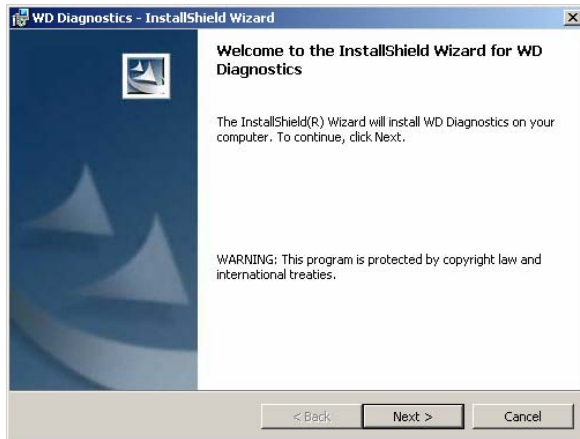 WD Diagnostics - InstallShield Wizard
Welcome to the InstallShield Wizard for WD
Diagnostics
The InstallShield(R) Wizard will install WD Diagnostics on your
computer. To continue, click Next.
WARNING: This program is protected by copyright law and
international treaties.
< Back Next > Cancel